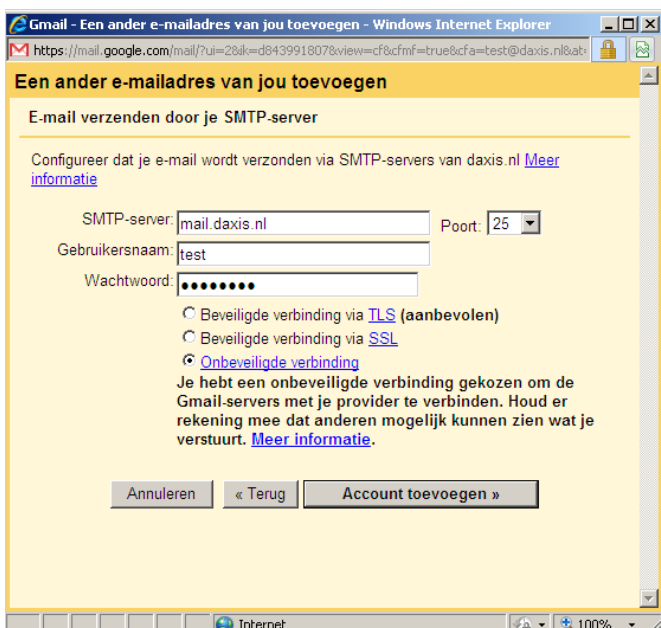 Gmail - Een ander e-mailadres van jou toevoegen - Windows Internet Explorer
https://mail.google.com/mail/?ui=2&ik=d843991807&view=cf&cfmf=true&cfa=test@daxis.nl&at
Een ander e-mailadres van jou toevoegen
E-mail verzenden door je SMTP-server
Configureer dat je e-mail wordt verzonden via SMTP-servers van daxis.nl Meer
informatie
SMTP-server: mail.daxis.nl Poort: 25
Gebruikersnaam: test
Wachtwoord: ●●●●●●●●
Beveiligde verbinding via TLS (aanbevolen)
Beveiligde verbinding via SSL
Onbeveiligde verbinding
Je hebt een onbeveiligde verbinding gekozen om de
Gmail-servers met je provider te verbinden. Houd er
rekening mee dat anderen mogelijk kunnen zien wat je
verstuurt. Meer informatie.
Annuleren « Terug Account toevoegen »
Internet 100%